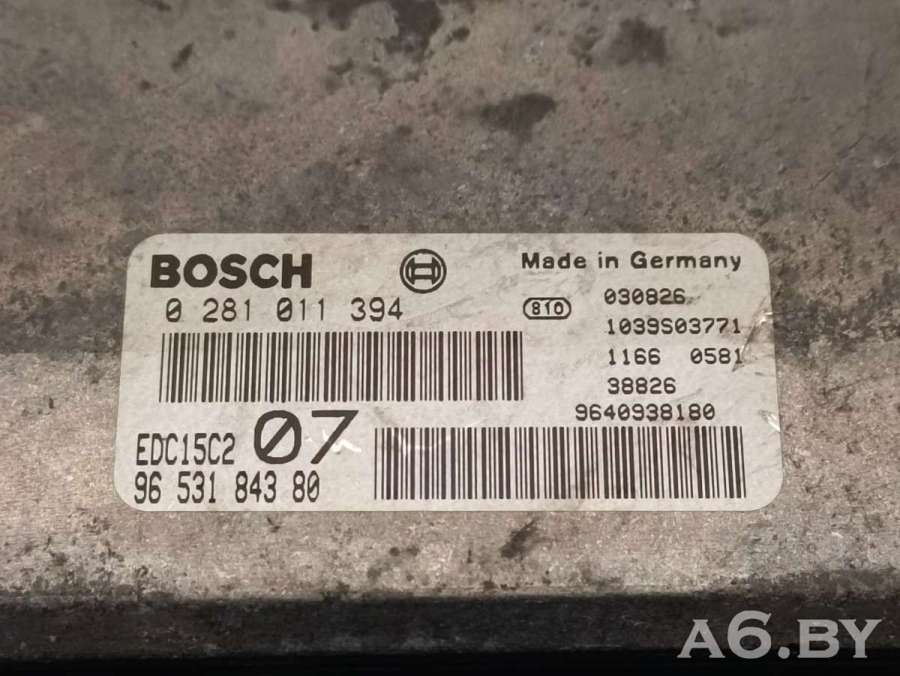 BOSCH
Made in Germany
0 281 011 394
810
030826
1039S03771
1166 0581
38826
9640938180
EDC15C2 07
96 531 843 80
A6.BY